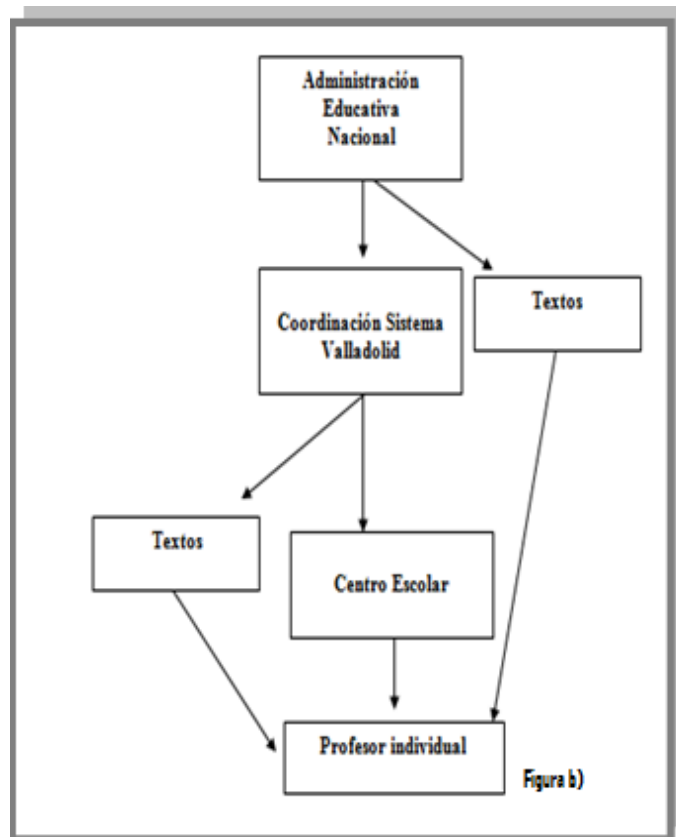 Administración
Educativa
Nacional
Coordinación Sistema
Valladolid
Textos
Textos
Centro Escolar
Profesor individual
Figura b)